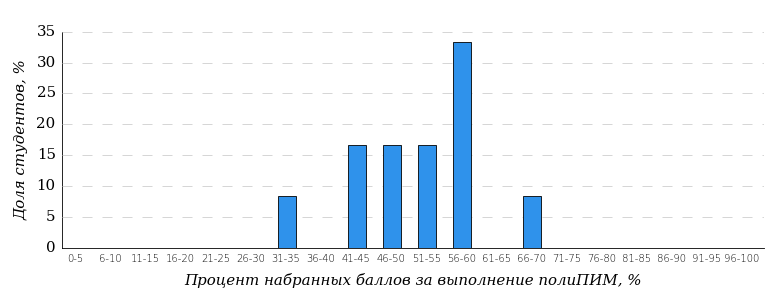 Доля студентов, %
35
30
25
20
15
10
5
0
0-5 6-10 11-15 16-20 21-25 26-30 31-35 36-40 41-45 46-50 51-55 56-60 61-65 66-70 71-75 76-80 81-85 86-90 91-95 96-100
Процент набранных баллов за выполнение полиПИМ, %